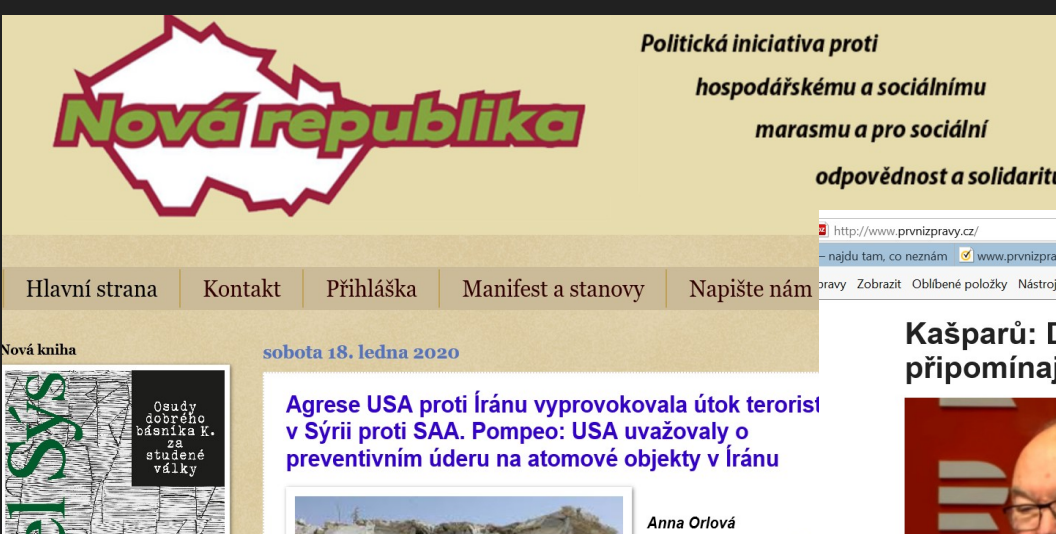 Nová republika
Politická iniciativa proti
hospodářskému a sociálnímu
marasmu a pro sociální
odpovědnost a solidaritu
http://www.prvnizpravy.cz/
– najdu tam, co neznám
www.prvnizpra
pravy Zobrazit Oblíbené položky Nástroj
Hlavní strana
Kontakt
Přihláška
Manifest a stanovy
Napište nám
Kašparů: D
připomínaj
Nová kniha
el Sýs
Osudy
dobrého
básníka K.
za
studené
války
sobota 18. ledna 2020
Agrese USA proti Íránu vyprovokovala útok terorist
v Sýrii proti SAA. Pompeo: USA uvažovaly o
preventivním úderu na atomové objekty v Íránu
Anna Orlová